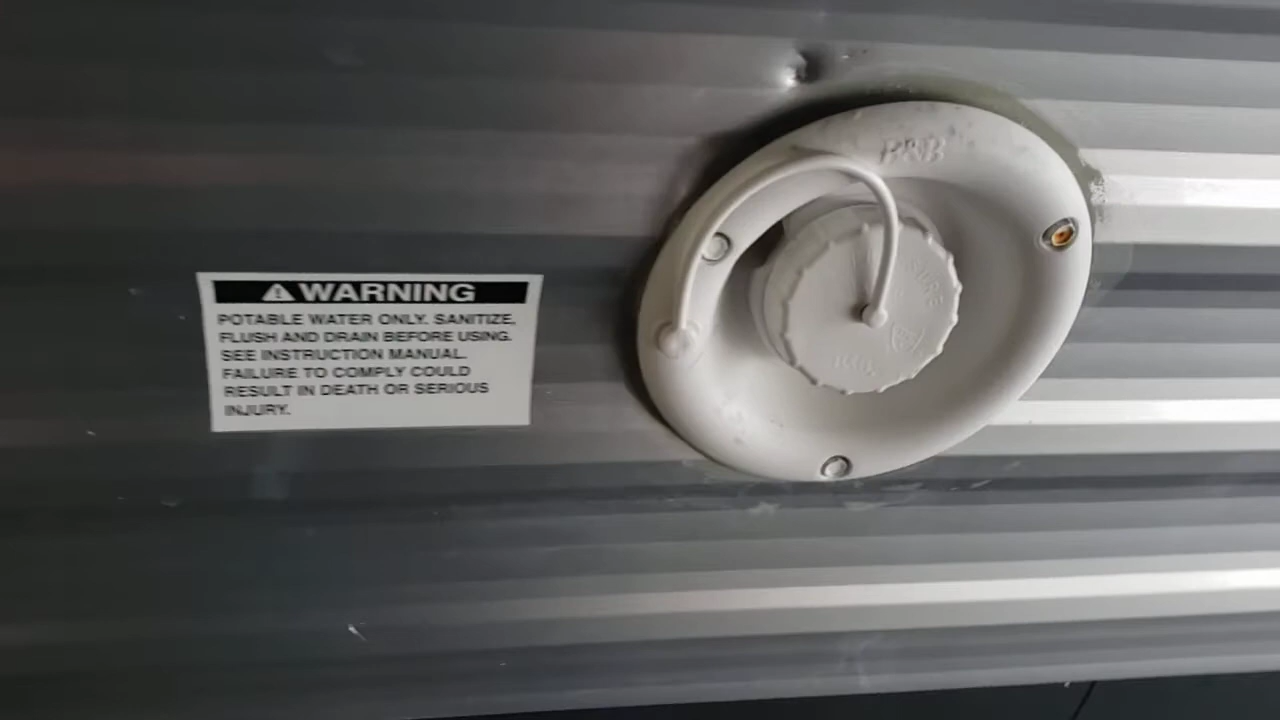 WARNING
POTABLE WATER ONLY. SANITIZE,
FLUSH AND DRAIN BEFORE USING.
SEE INSTRUCTION MANUAL.
FAILURE TO COMPLY COULD
RESULT IN DEATH OR SERIOUS
INJURY.
B&B